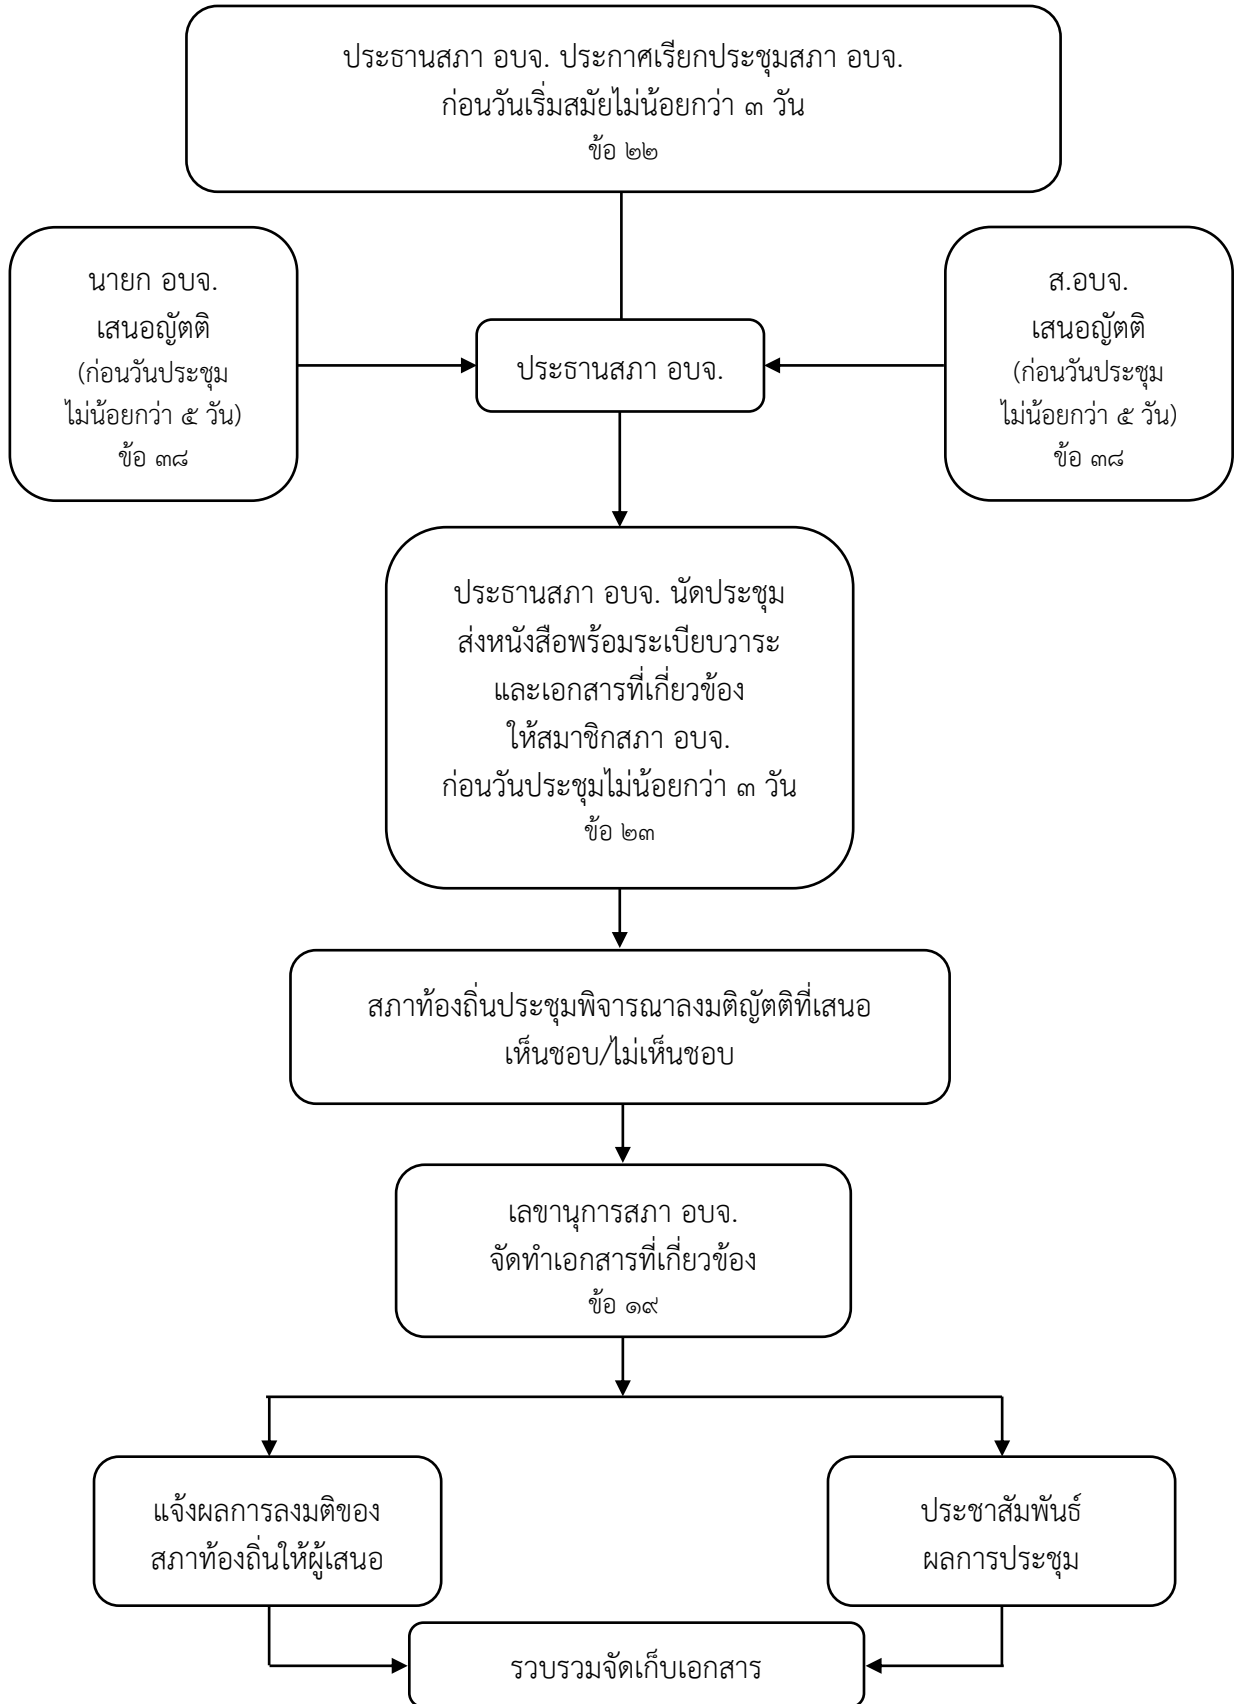 ประธานสภา อบจ. ประกาศเรียกประชุมสภา อบจ.
ก่อนวันเริ่มสมัยไม่น้อยกว่า ๓ วัน
ข้อ ๒๒
นายก อบจ.
เสนอญัตติ
(ก่อนวันประชุม
ไม่น้อยกว่า ๕ วัน)
ข้อ ๓๘
ประธานสภา อบจ.
ส.อบจ.
เสนอญัตติ
(ก่อนวันประชุม
ไม่น้อยกว่า ๕ วัน)
ข้อ ๓๘
ประธานสภา อบจ. นัดประชุม
ส่งหนังสือพร้อมระเบียบวาระ
และเอกสารที่เกี่ยวข้อง
ให้สมาชิกสภา อบจ.
ก่อนวันประชุมไม่น้อยกว่า ๓ วัน
ข้อ ๒๓
สภาท้องถิ่นประชุมพิจารณาลงมติญัตติที่เสนอ
เห็นชอบ/ไม่เห็นชอบ
เลขานุการสภา อบจ.
จัดทำเอกสารที่เกี่ยวข้อง
ข้อ ๑๙
แจ้งผลการลงมติของ
สภาท้องถิ่นให้ผู้เสนอ
ประชาสัมพันธ์
ผลการประชุม
รวบรวมจัดเก็บเอกสาร